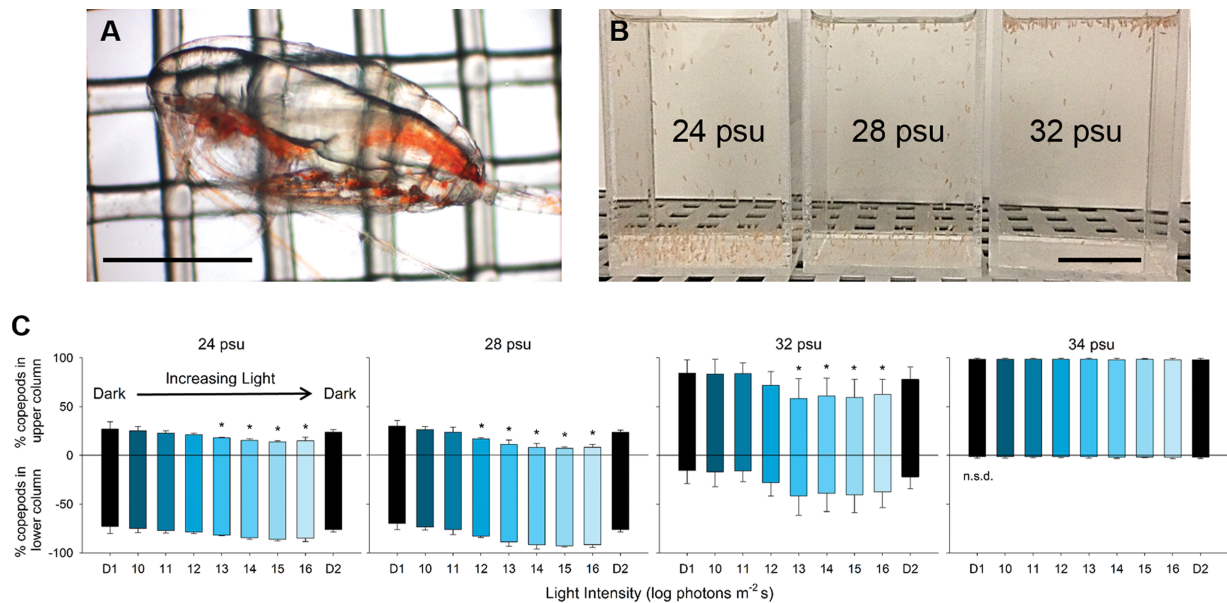 A
B
24 psu
28 psu
32 psu
C
24 psu
28 psu
32 psu
34 psu
% copepods in
upper column
% copepods in
lower column
100
50
0
-50
-100
Dark
Increasing Light
Dark
* * * *
* * * * *
* * * *
n.s.d.
D1 10 11 12 13 14 15 16 D2
D1 10 11 12 13 14 15 16 D2
D1 10 11 12 13 14 15 16 D2
D1 10 11 12 13 14 15 16 D2
Light Intensity (log photons m⁻² s)